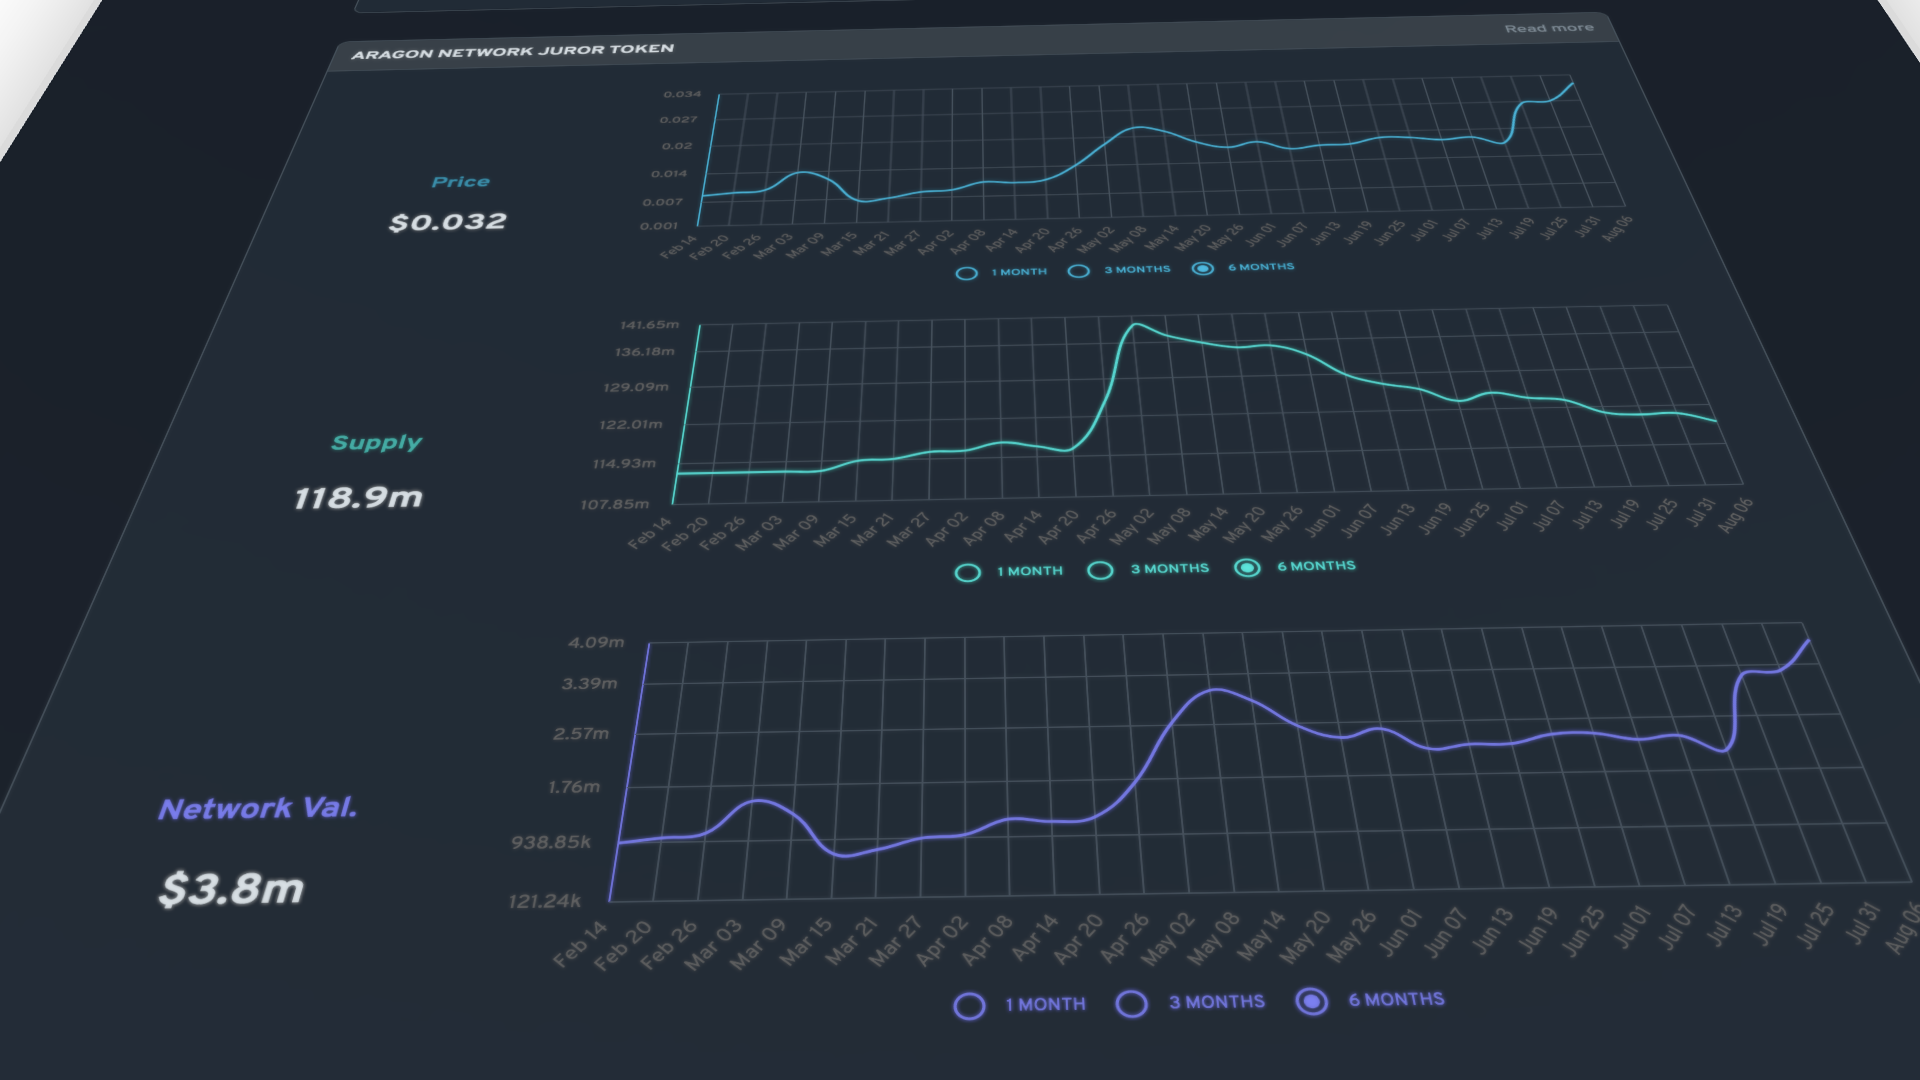 ARAGON NETWORK JUROR TOKEN
Read more
Price
$0.032
0.034
0.027
0.02
0.014
0.007
0.001
Feb 14 Feb 20 Feb 26 Mar 03 Mar 09 Mar 15 Mar 21 Mar 27 Apr 02 Apr 08 Apr 14 Apr 20 Apr 26 May 02 May 08 May 14 May 20 May 26 Jun 01 Jun 07 Jun 13 Jun 19 Jun 25 Jul 01 Jul 07 Jul 13 Jul 19 Jul 25 Jul 31 Aug 06
1 MONTH 3 MONTHS 6 MONTHS
Supply
118.9m
141.65m
136.18m
129.09m
122.01m
114.93m
107.85m
Feb 14 Feb 20 Feb 26 Mar 03 Mar 09 Mar 15 Mar 21 Mar 27 Apr 02 Apr 08 Apr 14 Apr 20 Apr 26 May 02 May 08 May 14 May 20 May 26 Jun 01 Jun 07 Jun 13 Jun 19 Jun 25 Jul 01 Jul 07 Jul 13 Jul 19 Jul 25 Jul 31 Aug 06
1 MONTH 3 MONTHS 6 MONTHS
Network Val.
$3.8m
4.09m
3.39m
2.57m
1.76m
938.85k
121.24k
Feb 14 Feb 20 Feb 26 Mar 03 Mar 09 Mar 15 Mar 21 Mar 27 Apr 02 Apr 08 Apr 14 Apr 20 Apr 26 May 02 May 08 May 14 May 20 May 26 Jun 01 Jun 07 Jun 13 Jun 19 Jun 25 Jul 01 Jul 07 Jul 13 Jul 19 Jul 25 Jul 31 Aug 06
1 MONTH 3 MONTHS 6 MONTHS